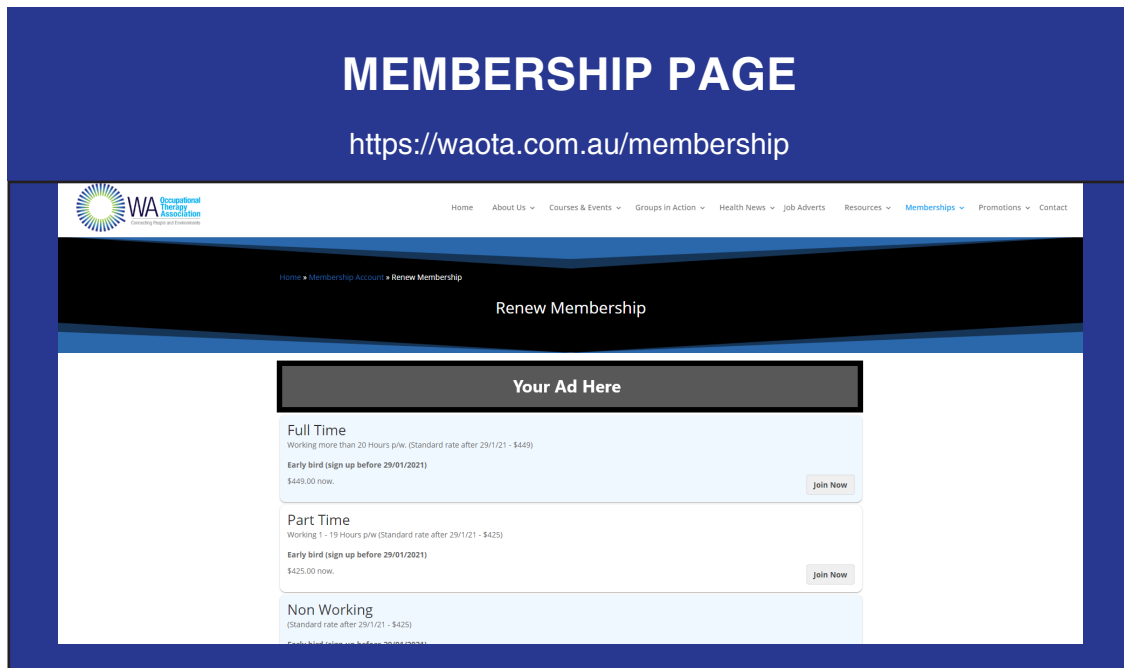 MEMBERSHIP PAGE
https://waota.com.au/membership
WA Occupational Therapy Association
Connecting People and Environments
Home About Us Courses & Events Groups in Action Health News Job Adverts Resources Memberships Promotions Contact
Home » Membership Account » Renew Membership
Renew Membership
Your Ad Here
Full Time
Working more than 20 Hours p/w. (Standard rate after 29/1/21 - $449)
Early bird (sign up before 29/01/2021)
$449.00 now.
Join Now
Part Time
Working 1 - 19 Hours p/w (Standard rate after 29/1/21 - $425)
Early bird (sign up before 29/01/2021)
$425.00 now.
Join Now
Non Working
(Standard rate after 29/1/21 - $425)